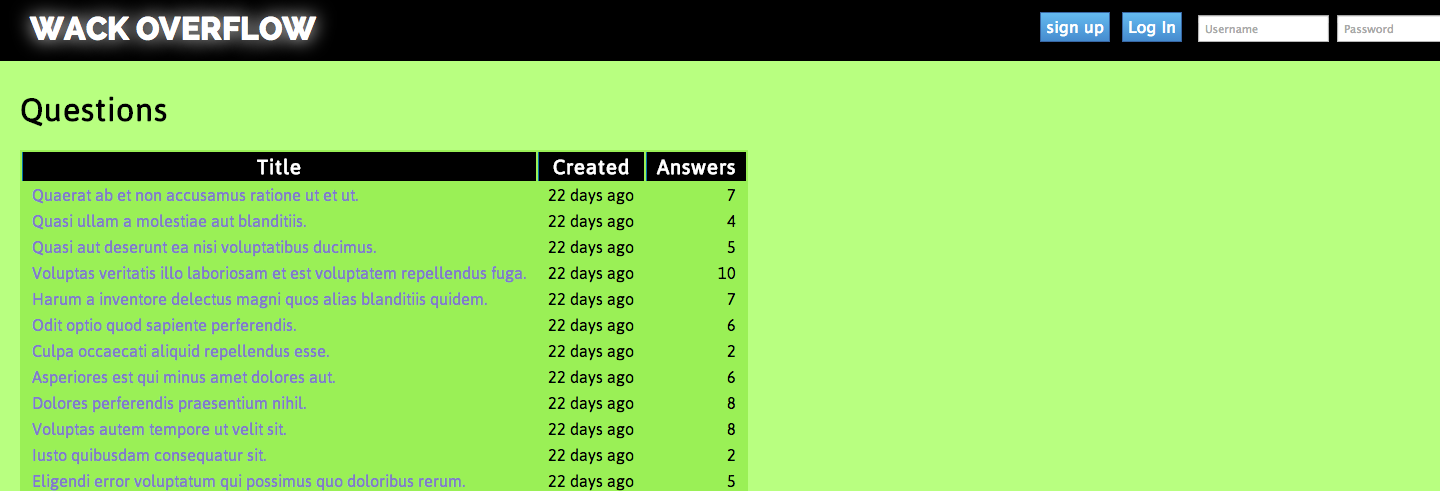 WACK OVERFLOW sign up Log In Username Password
Questions
Title Created Answers
Quaerat ab et non accusamus ratione ut et ut. 22 days ago 7
Quasi ullam a molestiae aut blanditiis. 22 days ago 4
Quasi aut deserunt ea nisi voluptatibus ducimus. 22 days ago 5
Voluptas veritatis illo laboriosam et est voluptatem repellendus fuga. 22 days ago 10
Harum a inventore delectus magni quos alias blanditiis quidem. 22 days ago 7
Odit optio quod sapiente perferendis. 22 days ago 6
Culpa occaecati aliquid repellendus esse. 22 days ago 2
Asperiores est qui minus amet dolores aut. 22 days ago 6
Dolores perferendis praesentium nihil. 22 days ago 8
Voluptas autem tempore ut velit sit. 22 days ago 8
Iusto quibusdam consequatur sit. 22 days ago 2
Eligendi error voluptatum qui possimus quo doloribus rerum. 22 days ago 5